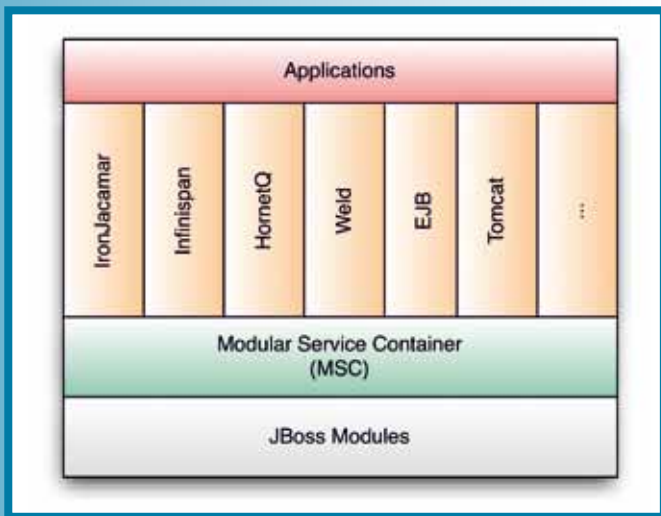 Applications
IronJacamar
Infinispan
HornetQ
Weld
EJB
Tomcat
...
Modular Service Container
(MSC)
JBoss Modules